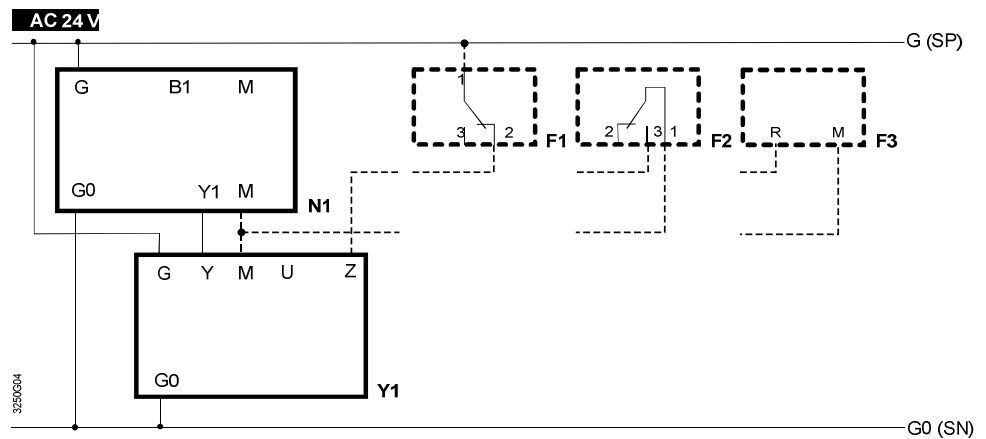 AC 24 V
G (SP)
G B1 M
1
3 2
F1
2 3 1
F2
R M
F3
G0 Y1 M
N1
G Y M U Z
G0
Y1
3250G04
G0 (SN)